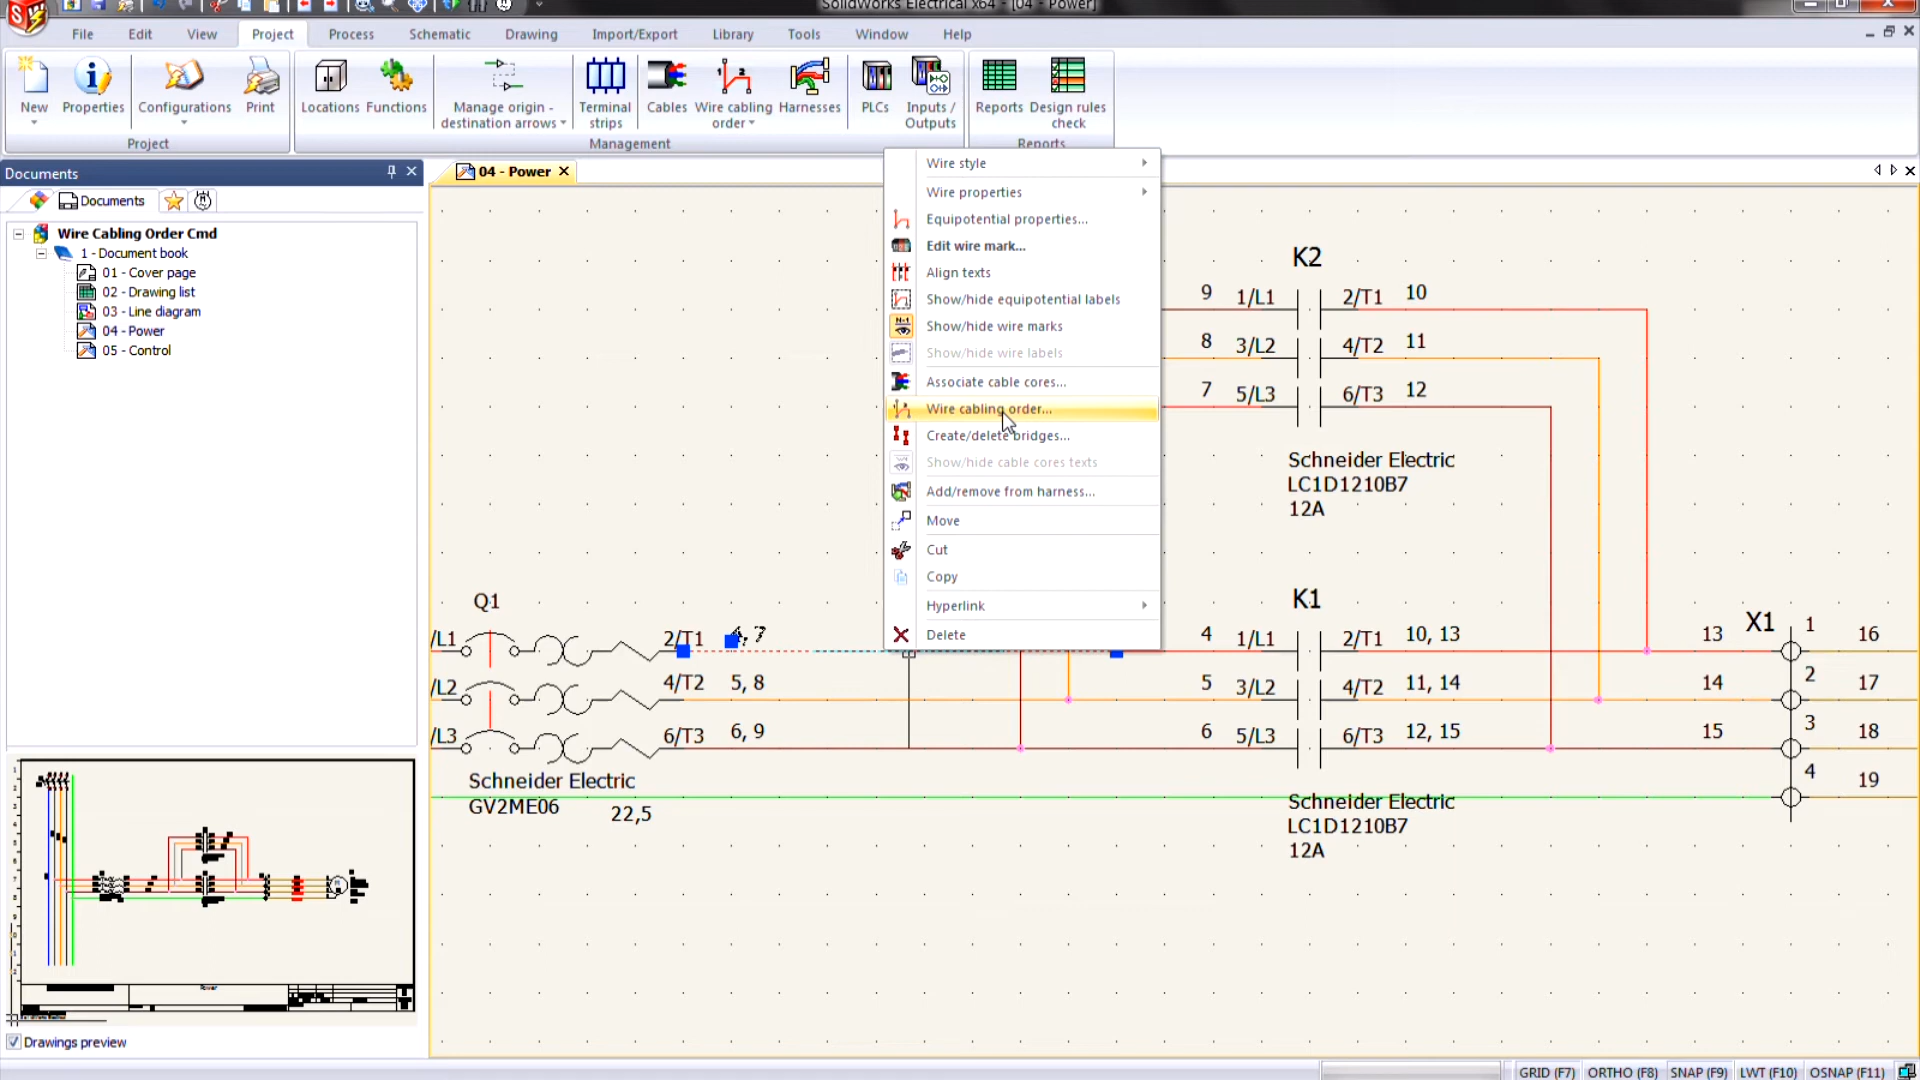 SolidWorks Electrical x64 - [04 - Power]
File Edit View Project Process Schematic Drawing Import/Export Library Tools Window Help
New Properties Configurations Print Locations Functions Manage origin - destination arrows Terminal strips Cables Wire cabling order Harnesses PLCs Inputs / Outputs Reports Design rules check
Project Management Reports
Documents
04 - Power
Documents
Wire Cabling Order Cmd
1 - Document book
01 - Cover page
02 - Drawing list
03 - Line diagram
04 - Power
05 - Control
Wire style
Wire properties
Equipotential properties...
Edit wire mark...
Align texts
Show/hide equipotential labels
Show/hide wire marks
Show/hide wire labels
Associate cable cores...
Wire cabling order...
Create/delete bridges...
Show/hide cable cores texts
Add/remove from harness...
Move
Cut
Copy
Hyperlink
Delete
K2
9 1/L1 2/T1 10
8 3/L2 4/T2 11
7 5/L3 6/T3 12
Schneider Electric
LC1D1210B7
12A
Q1 K1 X1
/L1 2/T1 4, 7 4 1/L1 2/T1 10, 13 13 1 16
/L2 4/T2 5, 8 5 3/L2 4/T2 11, 14 14 2 17
/L3 6/T3 6, 9 6 5/L3 6/T3 12, 15 15 3 18
4 19
Schneider Electric
GV2ME06 22,5
Schneider Electric
LC1D1210B7
12A
Power
Drawings preview
GRID (F7) ORTHO (F8) SNAP (F9) LWT (F10) OSNAP (F11)